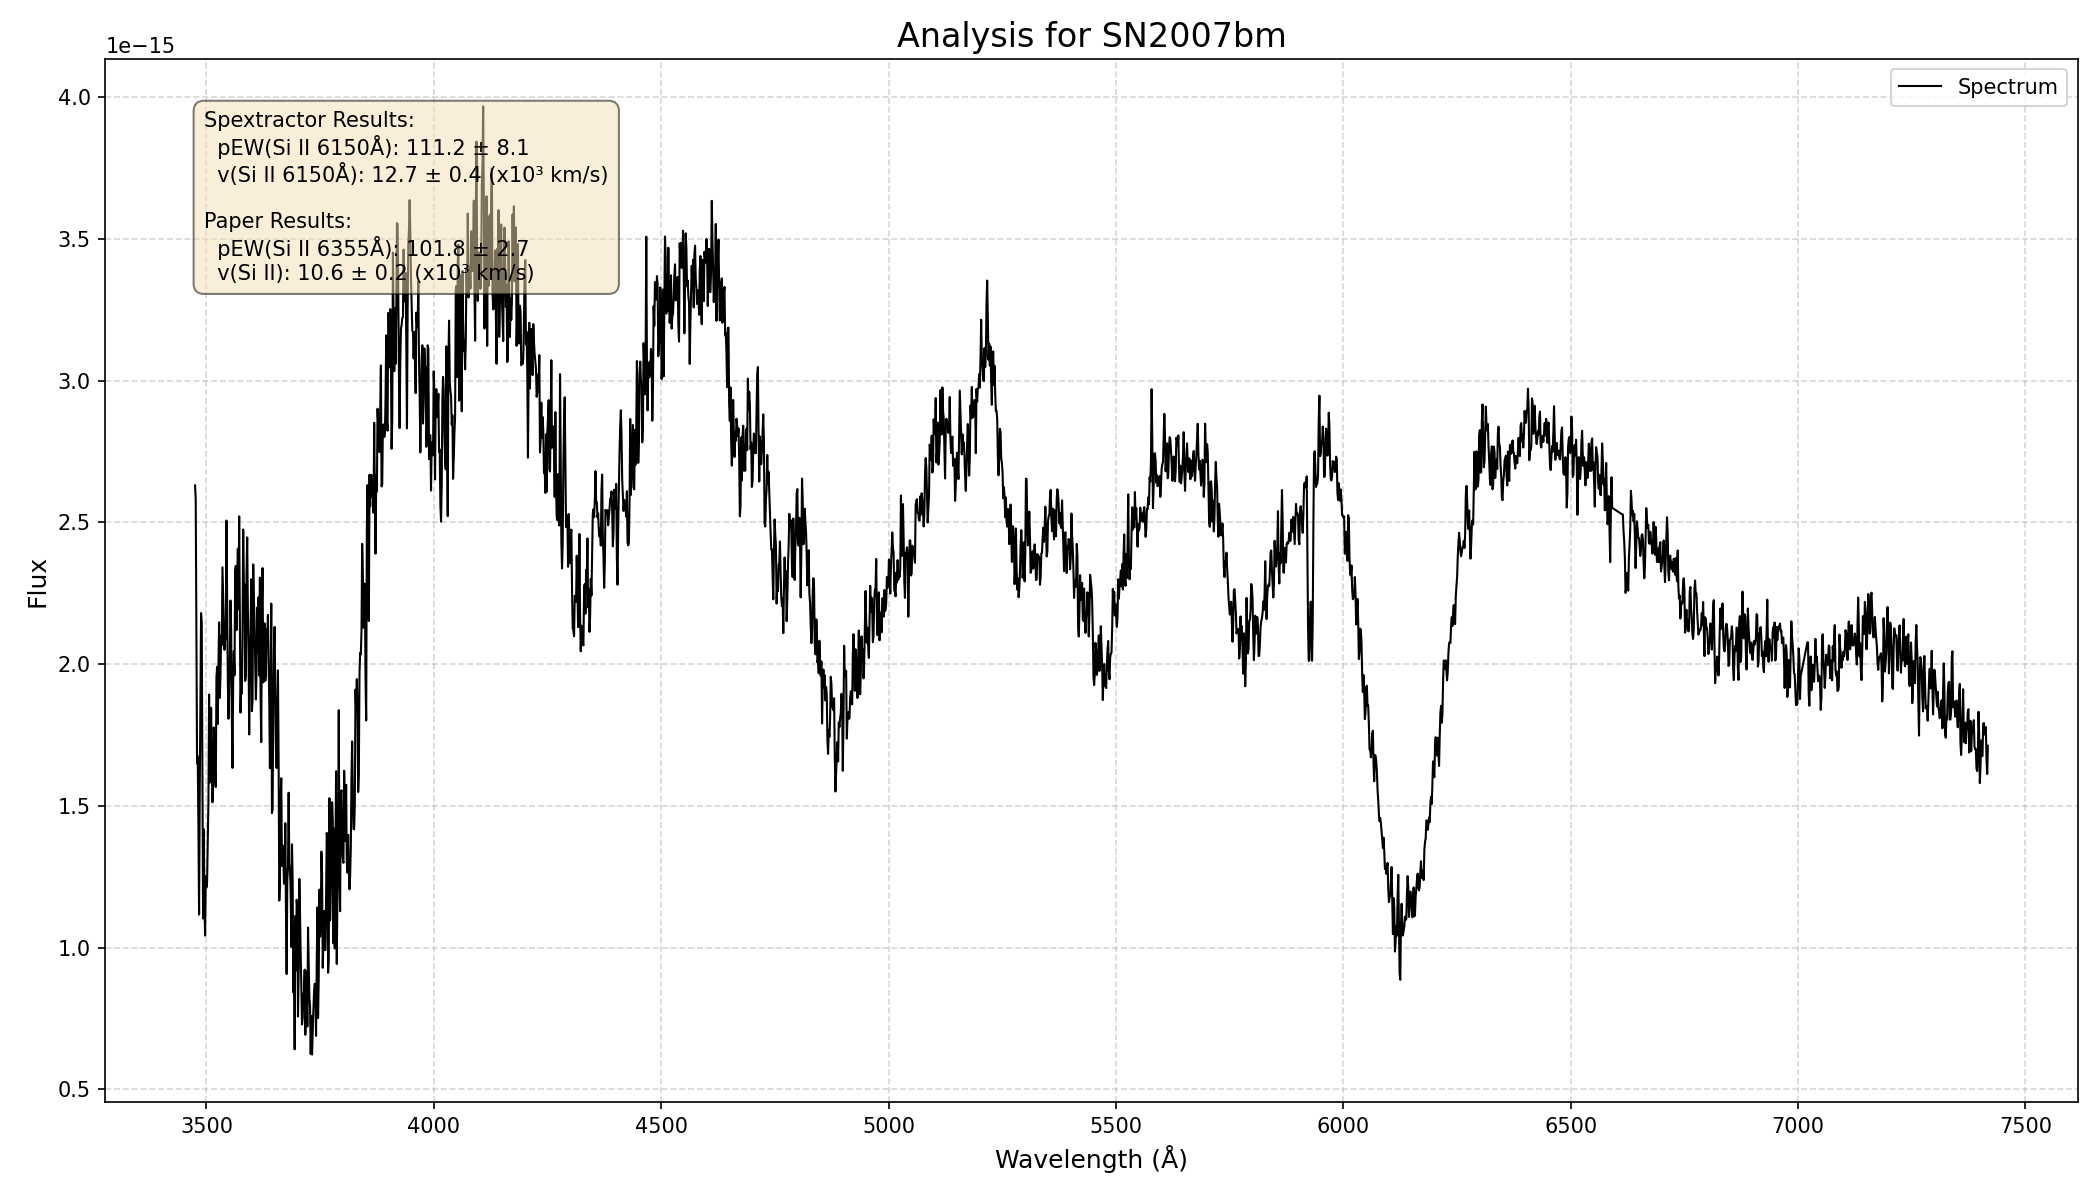 Analysis for SN2007bm
1e−15
Spectrum
Spextractor Results:
pEW(Si II 6150Å): 111.2 ± 8.1
v(Si II 6150Å): 12.7 ± 0.4 (x10³ km/s)
Paper Results:
pEW(Si II 6355Å): 101.8 ± 2.7
v(Si II): 10.6 ± 0.2 (x10³ km/s)
4.0
3.5
3.0
2.5
2.0
1.5
1.0
0.5
Flux
3500 4000 4500 5000 5500 6000 6500 7000 7500
Wavelength (Å)